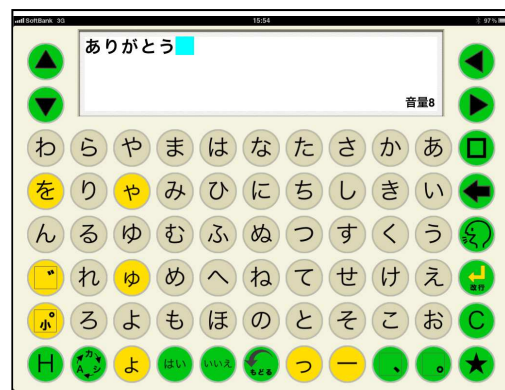 SoftBank 3G 15:54 97%
ありがとう
音量8
わ ら や ま は な た さ か あ
を り ゃ み ひ に ち し き い
ん る ゆ む ふ ぬ つ す く う
゛ れ ゅ め へ ね て せ け え 改行
小゜ ろ よ も ほ の と そ こ お C
H カ A シ ょ はい いいえ もどる っ ー 、 。 ★